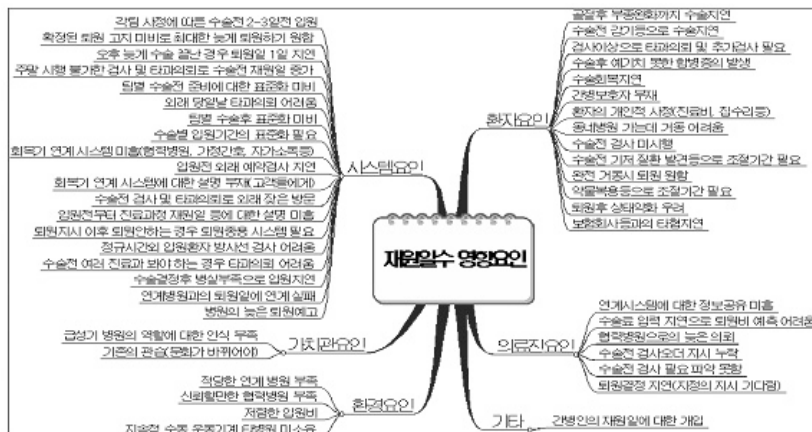 각팀 사정에 따른 수술전 2-3일전 입원
확정된 퇴원 고지 미비로 최대한 늦게 퇴원하기 원함
오후 늦게 수술 끝난 경우 퇴원일 1일 지연
주말 시행 불가한 검사 및 타과의뢰로 수술전 재원일 증가
팀별 수술전 준비에 대한 표준화 미비
외래 당일날 타과의뢰 어려움
팀별 수술후 표준화 미비
수술별 입원기간의 표준화 필요
회복기 연계 시스템 미흡(협력병원, 가정간호, 자가소독등)
입원전 외래 예약검사 지연
회복기 연계 시스템에 대한 설명 부재(고객들에게)
수술전 검사 및 타과의뢰로 외래 잦은 방문
입원전부터 진료과정 재원일 등에 대한 설명 미흡
퇴원지시 이후 퇴원안하는 경우 퇴원종용 시스템 필요
정규시간외 입원환자 방사선 검사 어려움
수술전 여러 진료과 봐야 하는 경우 타과의뢰 어려움
수술결정후 병실부족으로 입원지연
연계병원과의 퇴원일에 연계 실패
병원의 늦은 퇴원예고
시스템요인
급성기 병원의 역할에 대한 인식 부족
기존의 관습(문화가 바뀌어야)
가치관요인
적당한 연계 병원 부족
신뢰할만한 협력병원 부족
저렴한 입원비
지속적 수동 운동기계 타병원 미소유
환경요인
재원일수 영향요인
환자요인
골절후 부종완화까지 수술지연
수술전 감기등으로 수술지연
검사이상으로 타과의뢰 및 추가검사 필요
수술후 예기치 못한 합병증의 발생
수술회복지연
간병보호자 부재
환자의 개인적 사정(진료비, 집수리등)
동네병원 가는데 거동 어려움
수술전 검사 미시행
수술전 기저 질환 발견등으로 조절기간 필요
완전 거동시 퇴원 원함
약물복용등으로 조절기간 필요
퇴원후 상태악화 우려
보험회사등과의 타협지연
의료진요인
연계시스템에 대한 정보공유 미흡
수술료 입력 지연으로 퇴원비 예측 어려움
협력병원으로의 늦은 의뢰
수술전 검사오더 지시 누락
수술전 검사 필요 파악 못함
퇴원결정 지연(지정의 지시 기다림)
기타
간병인의 재원일에 대한 개입